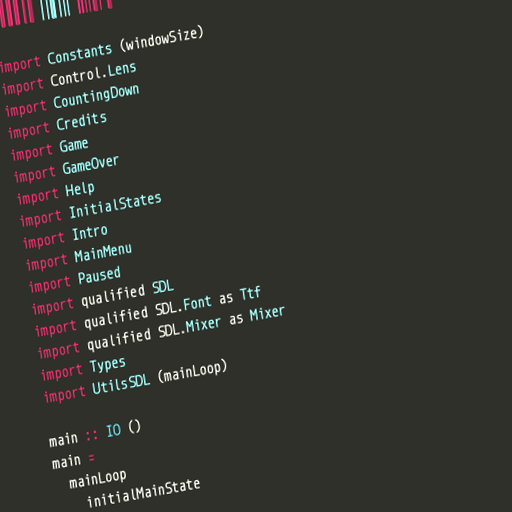 import Constants (windowSize)
import Control.Lens
import CountingDown
import Credits
import Game
import GameOver
import Help
import InitialStates
import Intro
import MainMenu
import Paused
import qualified SDL
import qualified SDL.Font as Ttf
import qualified SDL.Mixer as Mixer
import Types
import UtilsSDL (mainLoop)
main :: IO ()
main =
mainLoop
initialMainState